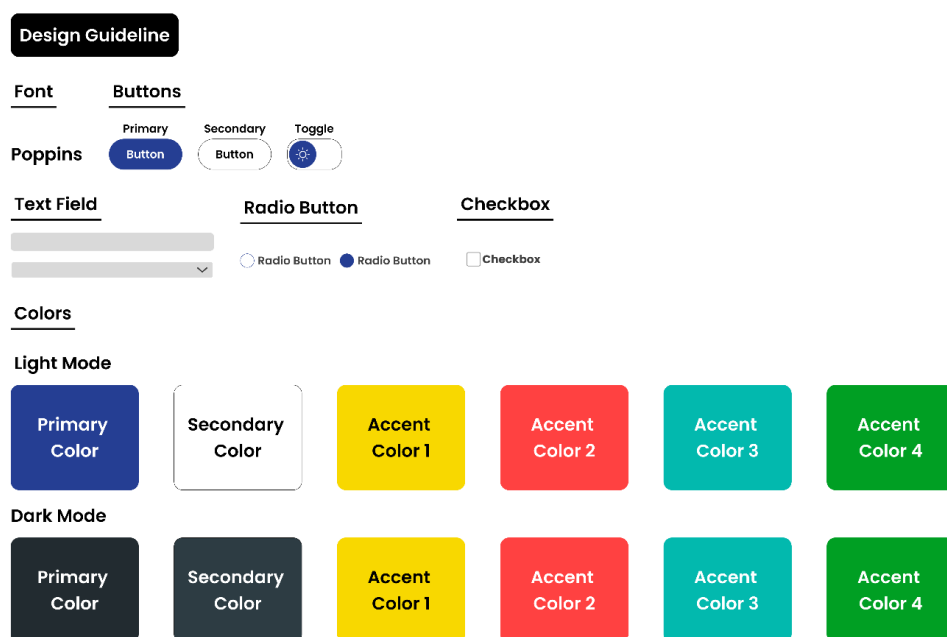 Design Guideline
Font
Buttons
Primary
Secondary
Toggle
Poppins
Button
Button
Text Field
Radio Button
Checkbox
Radio Button
Radio Button
Checkbox
Colors
Light Mode
Primary
Color
Secondary
Color
Accent
Color 1
Accent
Color 2
Accent
Color 3
Accent
Color 4
Dark Mode
Primary
Color
Secondary
Color
Accent
Color 1
Accent
Color 2
Accent
Color 3
Accent
Color 4